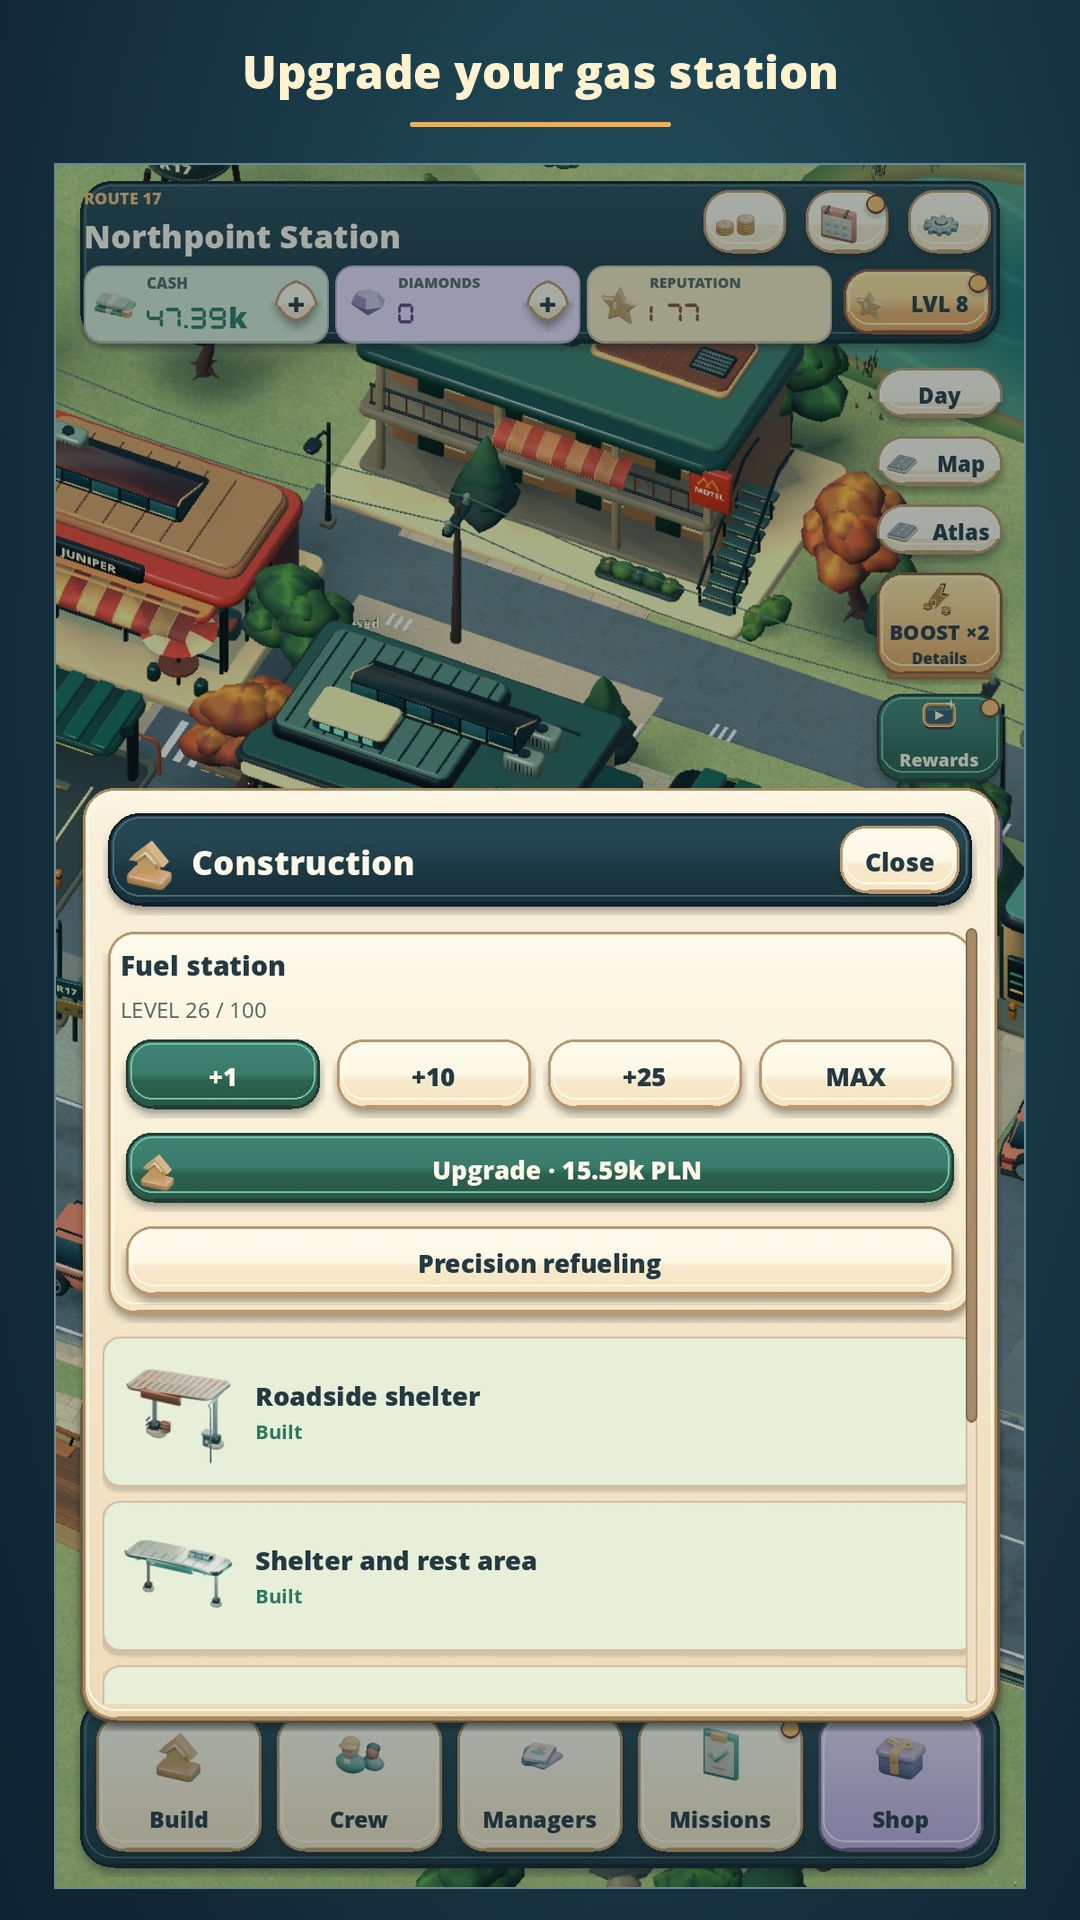 Upgrade your gas station
R17
ROUTE 17
Northpoint Station
CASH
47.39k
+
DIAMONDS
0
+
REPUTATION
177
LVL 8
Day
Map
Atlas
MOTEL
JUNIPER
BOOST ×2
Details
Rewards
Construction
Close
Fuel station
LEVEL 26 / 100
+1
+10
+25
MAX
Upgrade · 15.59k PLN
Precision refueling
R17
Roadside shelter
Built
Shelter and rest area
Built
Build
Crew
Managers
Missions
Shop